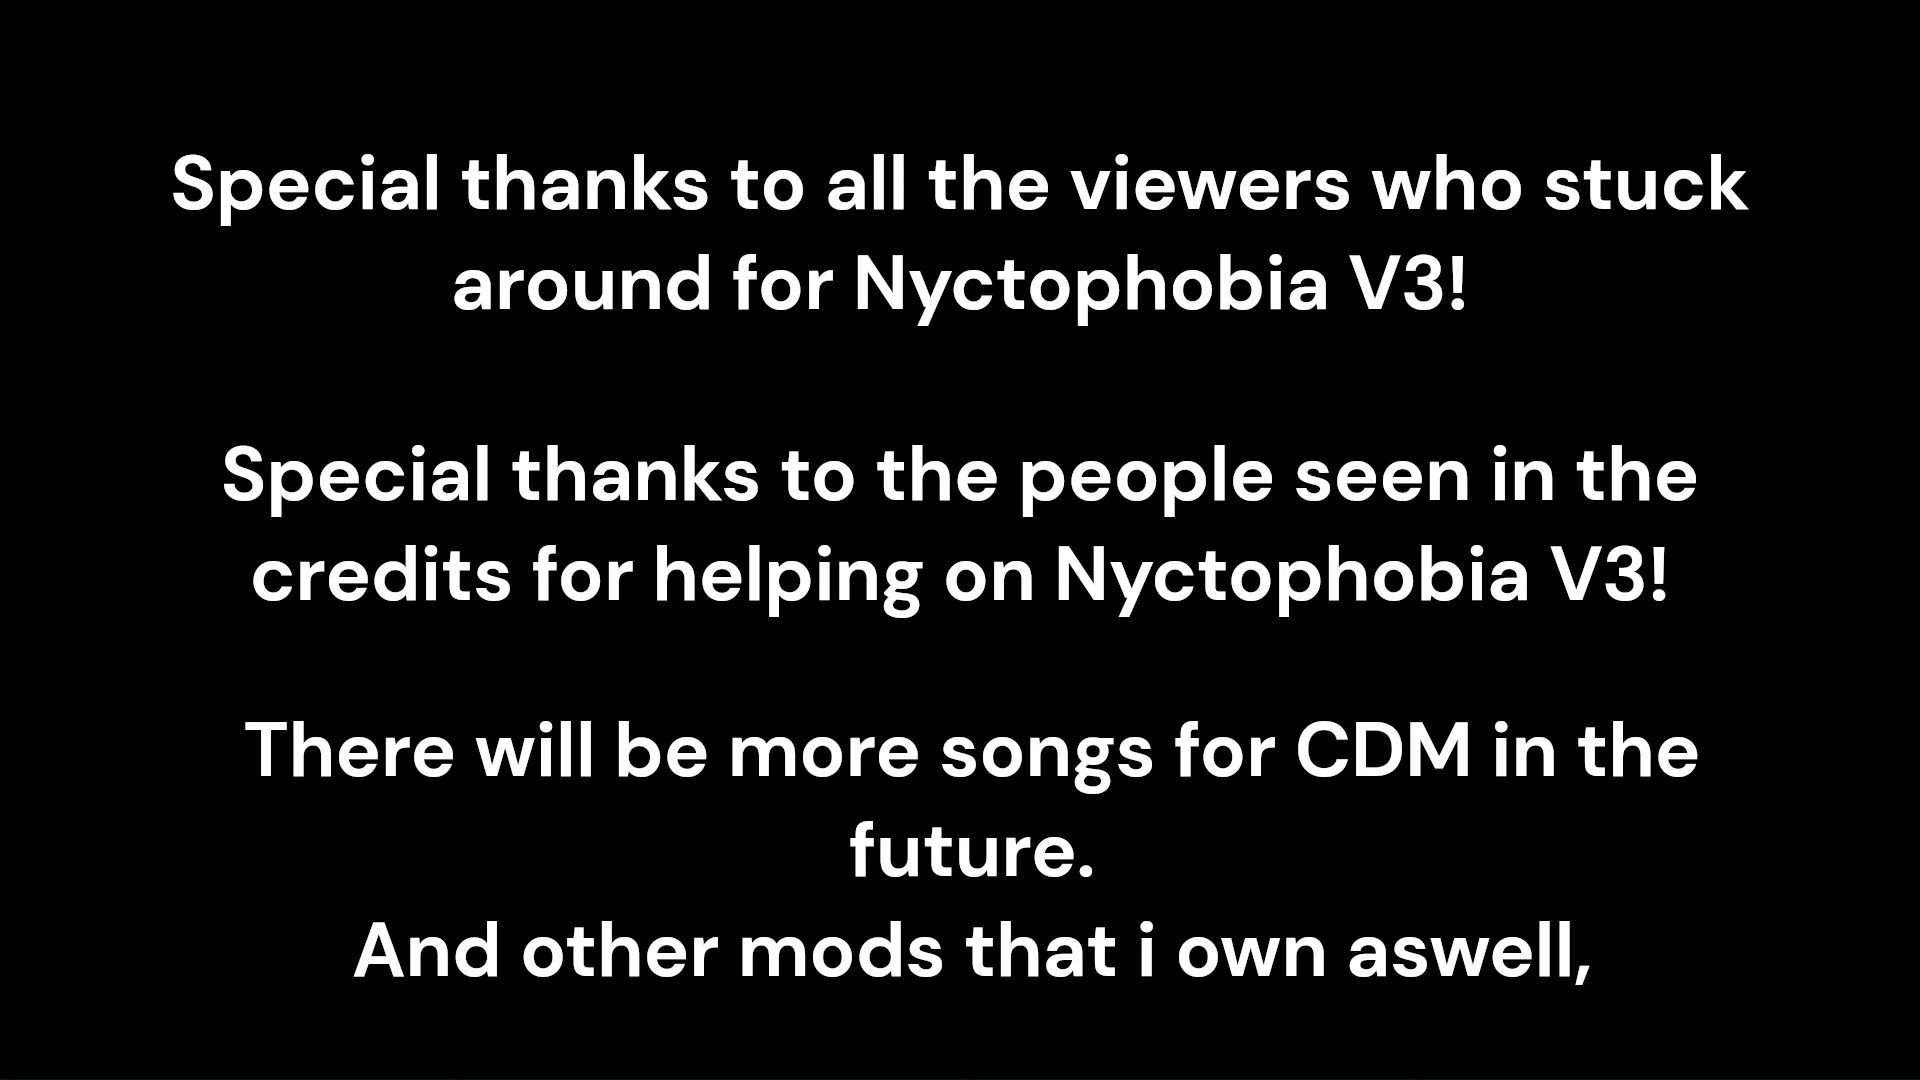 Special thanks to all the viewers who stuck
around for Nyctophobia V3!
Special thanks to the people seen in the
credits for helping on Nyctophobia V3!
There will be more songs for CDM in the
future.
And other mods that i own aswell,